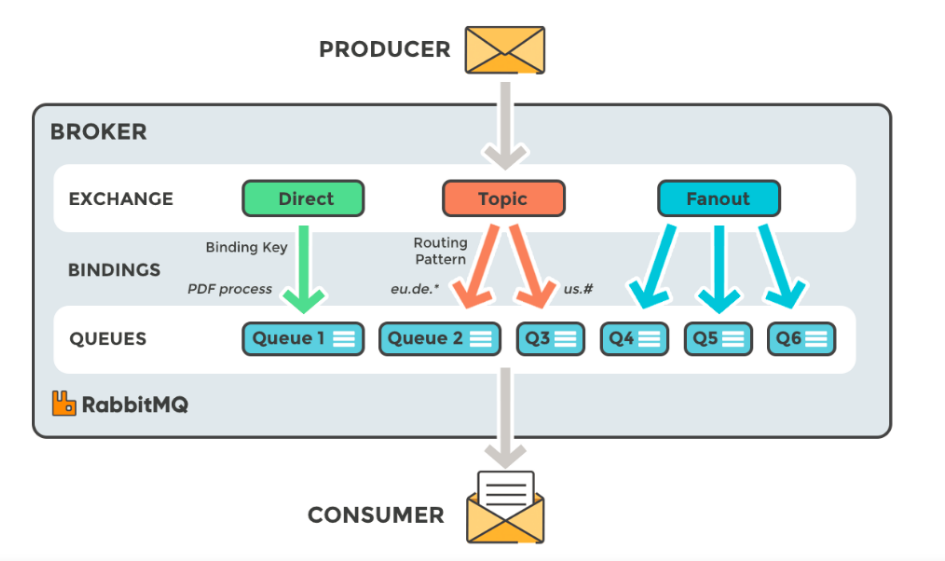 PRODUCER
BROKER
EXCHANGE
Direct
Topic
Fanout
Binding Key
Routing
Pattern
BINDINGS
PDF process
eu.de.*
us.#
QUEUES
Queue 1
Queue 2
Q3
Q4
Q5
Q6
RabbitMQ
CONSUMER